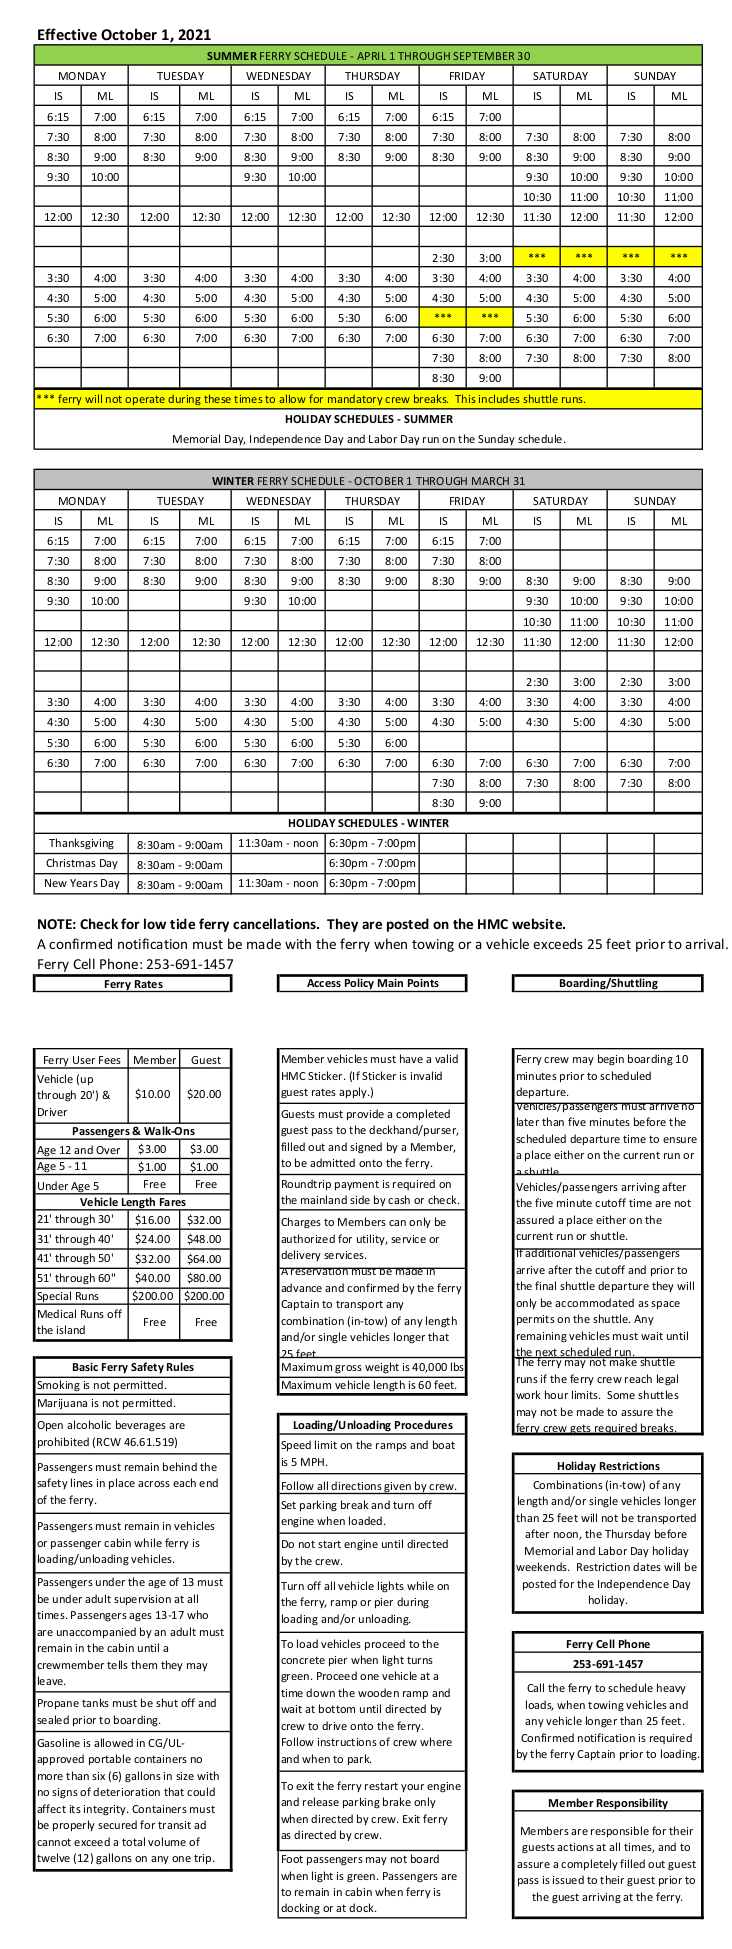 Effective October 1, 2021
SUMMER FERRY SCHEDULE - APRIL 1 THROUGH SEPTEMBER 30
MONDAY TUESDAY WEDNESDAY THURSDAY FRIDAY SATURDAY SUNDAY
IS ML IS ML IS ML IS ML IS ML IS ML IS ML
6:15 7:00 6:15 7:00 6:15 7:00 6:15 7:00 6:15 7:00
7:30 8:00 7:30 8:00 7:30 8:00 7:30 8:00 7:30 8:00 7:30 8:00 7:30 8:00
8:30 9:00 8:30 9:00 8:30 9:00 8:30 9:00 8:30 9:00 8:30 9:00 8:30 9:00
9:30 10:00 9:30 10:00 9:30 10:00 9:30 10:00
10:30 11:00 10:30 11:00
12:00 12:30 12:00 12:30 12:00 12:30 12:00 12:30 12:00 12:30 11:30 12:00 11:30 12:00
2:30 3:00 *** *** *** ***
3:30 4:00 3:30 4:00 3:30 4:00 3:30 4:00 3:30 4:00 3:30 4:00 3:30 4:00
4:30 5:00 4:30 5:00 4:30 5:00 4:30 5:00 4:30 5:00 4:30 5:00 4:30 5:00
5:30 6:00 5:30 6:00 5:30 6:00 5:30 6:00 *** *** 5:30 6:00 5:30 6:00
6:30 7:00 6:30 7:00 6:30 7:00 6:30 7:00 6:30 7:00 6:30 7:00 6:30 7:00
7:30 8:00 7:30 8:00 7:30 8:00
8:30 9:00
*** ferry will not operate during these times to allow for mandatory crew breaks. This includes shuttle runs.
HOLIDAY SCHEDULES - SUMMER
Memorial Day, Independence Day and Labor Day run on the Sunday schedule.
WINTER FERRY SCHEDULE - OCTOBER 1 THROUGH MARCH 31
MONDAY TUESDAY WEDNESDAY THURSDAY FRIDAY SATURDAY SUNDAY
IS ML IS ML IS ML IS ML IS ML IS ML IS ML
6:15 7:00 6:15 7:00 6:15 7:00 6:15 7:00 6:15 7:00
7:30 8:00 7:30 8:00 7:30 8:00 7:30 8:00 7:30 8:00
8:30 9:00 8:30 9:00 8:30 9:00 8:30 9:00 8:30 9:00 8:30 9:00 8:30 9:00
9:30 10:00 9:30 10:00 9:30 10:00 9:30 10:00
10:30 11:00 10:30 11:00
12:00 12:30 12:00 12:30 12:00 12:30 12:00 12:30 12:00 12:30 11:30 12:00 11:30 12:00
2:30 3:00 2:30 3:00
3:30 4:00 3:30 4:00 3:30 4:00 3:30 4:00 3:30 4:00 3:30 4:00 3:30 4:00
4:30 5:00 4:30 5:00 4:30 5:00 4:30 5:00 4:30 5:00 4:30 5:00 4:30 5:00
5:30 6:00 5:30 6:00 5:30 6:00 5:30 6:00
6:30 7:00 6:30 7:00 6:30 7:00 6:30 7:00 6:30 7:00 6:30 7:00 6:30 7:00
7:30 8:00 7:30 8:00 7:30 8:00
8:30 9:00
HOLIDAY SCHEDULES - WINTER
Thanksgiving 8:30am - 9:00am 11:30am - noon 6:30pm - 7:00pm
Christmas Day 8:30am - 9:00am 6:30pm - 7:00pm
New Years Day 8:30am - 9:00am 11:30am - noon 6:30pm - 7:00pm
NOTE: Check for low tide ferry cancellations. They are posted on the HMC website.
A confirmed notification must be made with the ferry when towing or a vehicle exceeds 25 feet prior to arrival.
Ferry Cell Phone: 253-691-1457
Ferry Rates
Ferry User Fees Member Guest
Vehicle (up
through 20') &
Driver
$10.00 $20.00
Passengers & Walk-Ons
Age 12 and Over $3.00 $3.00
Age 5 - 11 $1.00 $1.00
Under Age 5 Free Free
Vehicle Length Fares
21' through 30' $16.00 $32.00
31' through 40' $24.00 $48.00
41' through 50' $32.00 $64.00
51' through 60" $40.00 $80.00
Special Runs $200.00 $200.00
Medical Runs off
the island
Free Free
Basic Ferry Safety Rules
Smoking is not permitted.
Marijuana is not permitted.
Open alcoholic beverages are
prohibited (RCW 46.61.519)
Passengers must remain behind the
safety lines in place across each end
of the ferry.
Passengers must remain in vehicles
or passenger cabin while ferry is
loading/unloading vehicles.
Passengers under the age of 13 must
be under adult supervision at all
times. Passengers ages 13-17 who
are unaccompanied by an adult must
remain in the cabin until a
crewmember tells them they may
leave.
Propane tanks must be shut off and
sealed prior to boarding.
Gasoline is allowed in CG/UL-
approved portable containers no
more than six (6) gallons in size with
no signs of deterioration that could
affect its integrity. Containers must
be properly secured for transit ad
cannot exceed a total volume of
twelve (12) gallons on any one trip.
Access Policy Main Points
Member vehicles must have a valid
HMC Sticker. (If Sticker is invalid
guest rates apply.)
Guests must provide a completed
guest pass to the deckhand/purser,
filled out and signed by a Member,
to be admitted onto the ferry.
Roundtrip payment is required on
the mainland side by cash or check.
Charges to Members can only be
authorized for utility, service or
delivery services.
A reservation must be made in
advance and confirmed by the ferry
Captain to transport any
combination (in-tow) of any length
and/or single vehicles longer that
25 feet.
Maximum gross weight is 40,000 lbs
Maximum vehicle length is 60 feet.
Loading/Unloading Procedures
Speed limit on the ramps and boat
is 5 MPH.
Follow all directions given by crew.
Set parking break and turn off
engine when loaded.
Do not start engine until directed
by the crew.
Turn off all vehicle lights while on
the ferry, ramp or pier during
loading and/or unloading.
To load vehicles proceed to the
concrete pier when light turns
green. Proceed one vehicle at a
time down the wooden ramp and
wait at bottom until directed by
crew to drive onto the ferry.
Follow instructions of crew where
and when to park.
To exit the ferry restart your engine
and release parking brake only
when directed by crew. Exit ferry
as directed by crew.
Foot passengers may not board
when light is green. Passengers are
to remain in cabin when ferry is
docking or at dock.
Boarding/Shuttling
Ferry crew may begin boarding 10
minutes prior to scheduled
departure.
Vehicles/passengers must arrive no
later than five minutes before the
scheduled departure time to ensure
a place either on the current run or
a shuttle.
Vehicles/passengers arriving after
the five minute cutoff time are not
assured a place either on the
current run or shuttle.
If additional vehicles/passengers
arrive after the cutoff and prior to
the final shuttle departure they will
only be accommodated as space
permits on the shuttle. Any
remaining vehicles must wait until
the next scheduled run.
The ferry may not make shuttle
runs if the ferry crew reach legal
work hour limits. Some shuttles
may not be made to assure the
ferry crew gets required breaks.
Holiday Restrictions
Combinations (in-tow) of any
length and/or single vehicles longer
than 25 feet will not be transported
after noon, the Thursday before
Memorial and Labor Day holiday
weekends. Restriction dates will be
posted for the Independence Day
holiday.
Ferry Cell Phone
253-691-1457
Call the ferry to schedule heavy
loads, when towing vehicles and
any vehicle longer than 25 feet.
Confirmed notification is required
by the ferry Captain prior to loading.
Member Responsibility
Members are responsible for their
guests actions at all times, and to
assure a completely filled out guest
pass is issued to their guest prior to
the guest arriving at the ferry.